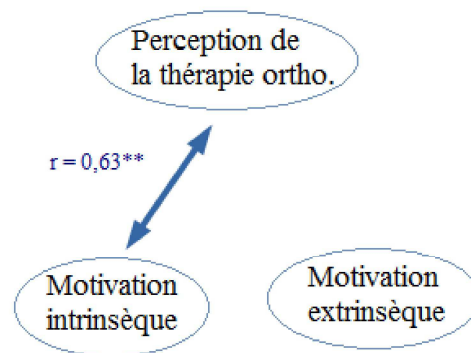 Perception de
la thérapie ortho.
r = 0,63**
Motivation
intrinsèque
Motivation
extrinsèque